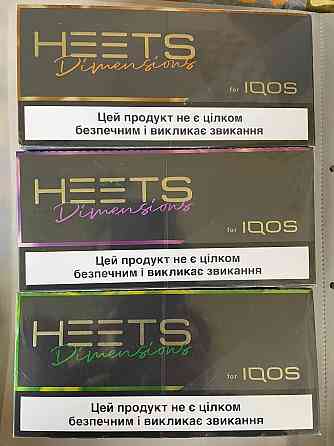 HEETS
Dimensions
for IQOS
Цей продукт не є цілком
безпечним і викликає звикання
HEETS
Dimensions
for IQOS
Цей продукт не є цілком
безпечним і викликає звикання
HEETS
Dimensions
for IQOS
Цей продукт не є цілком
безпечним і викликає звикання